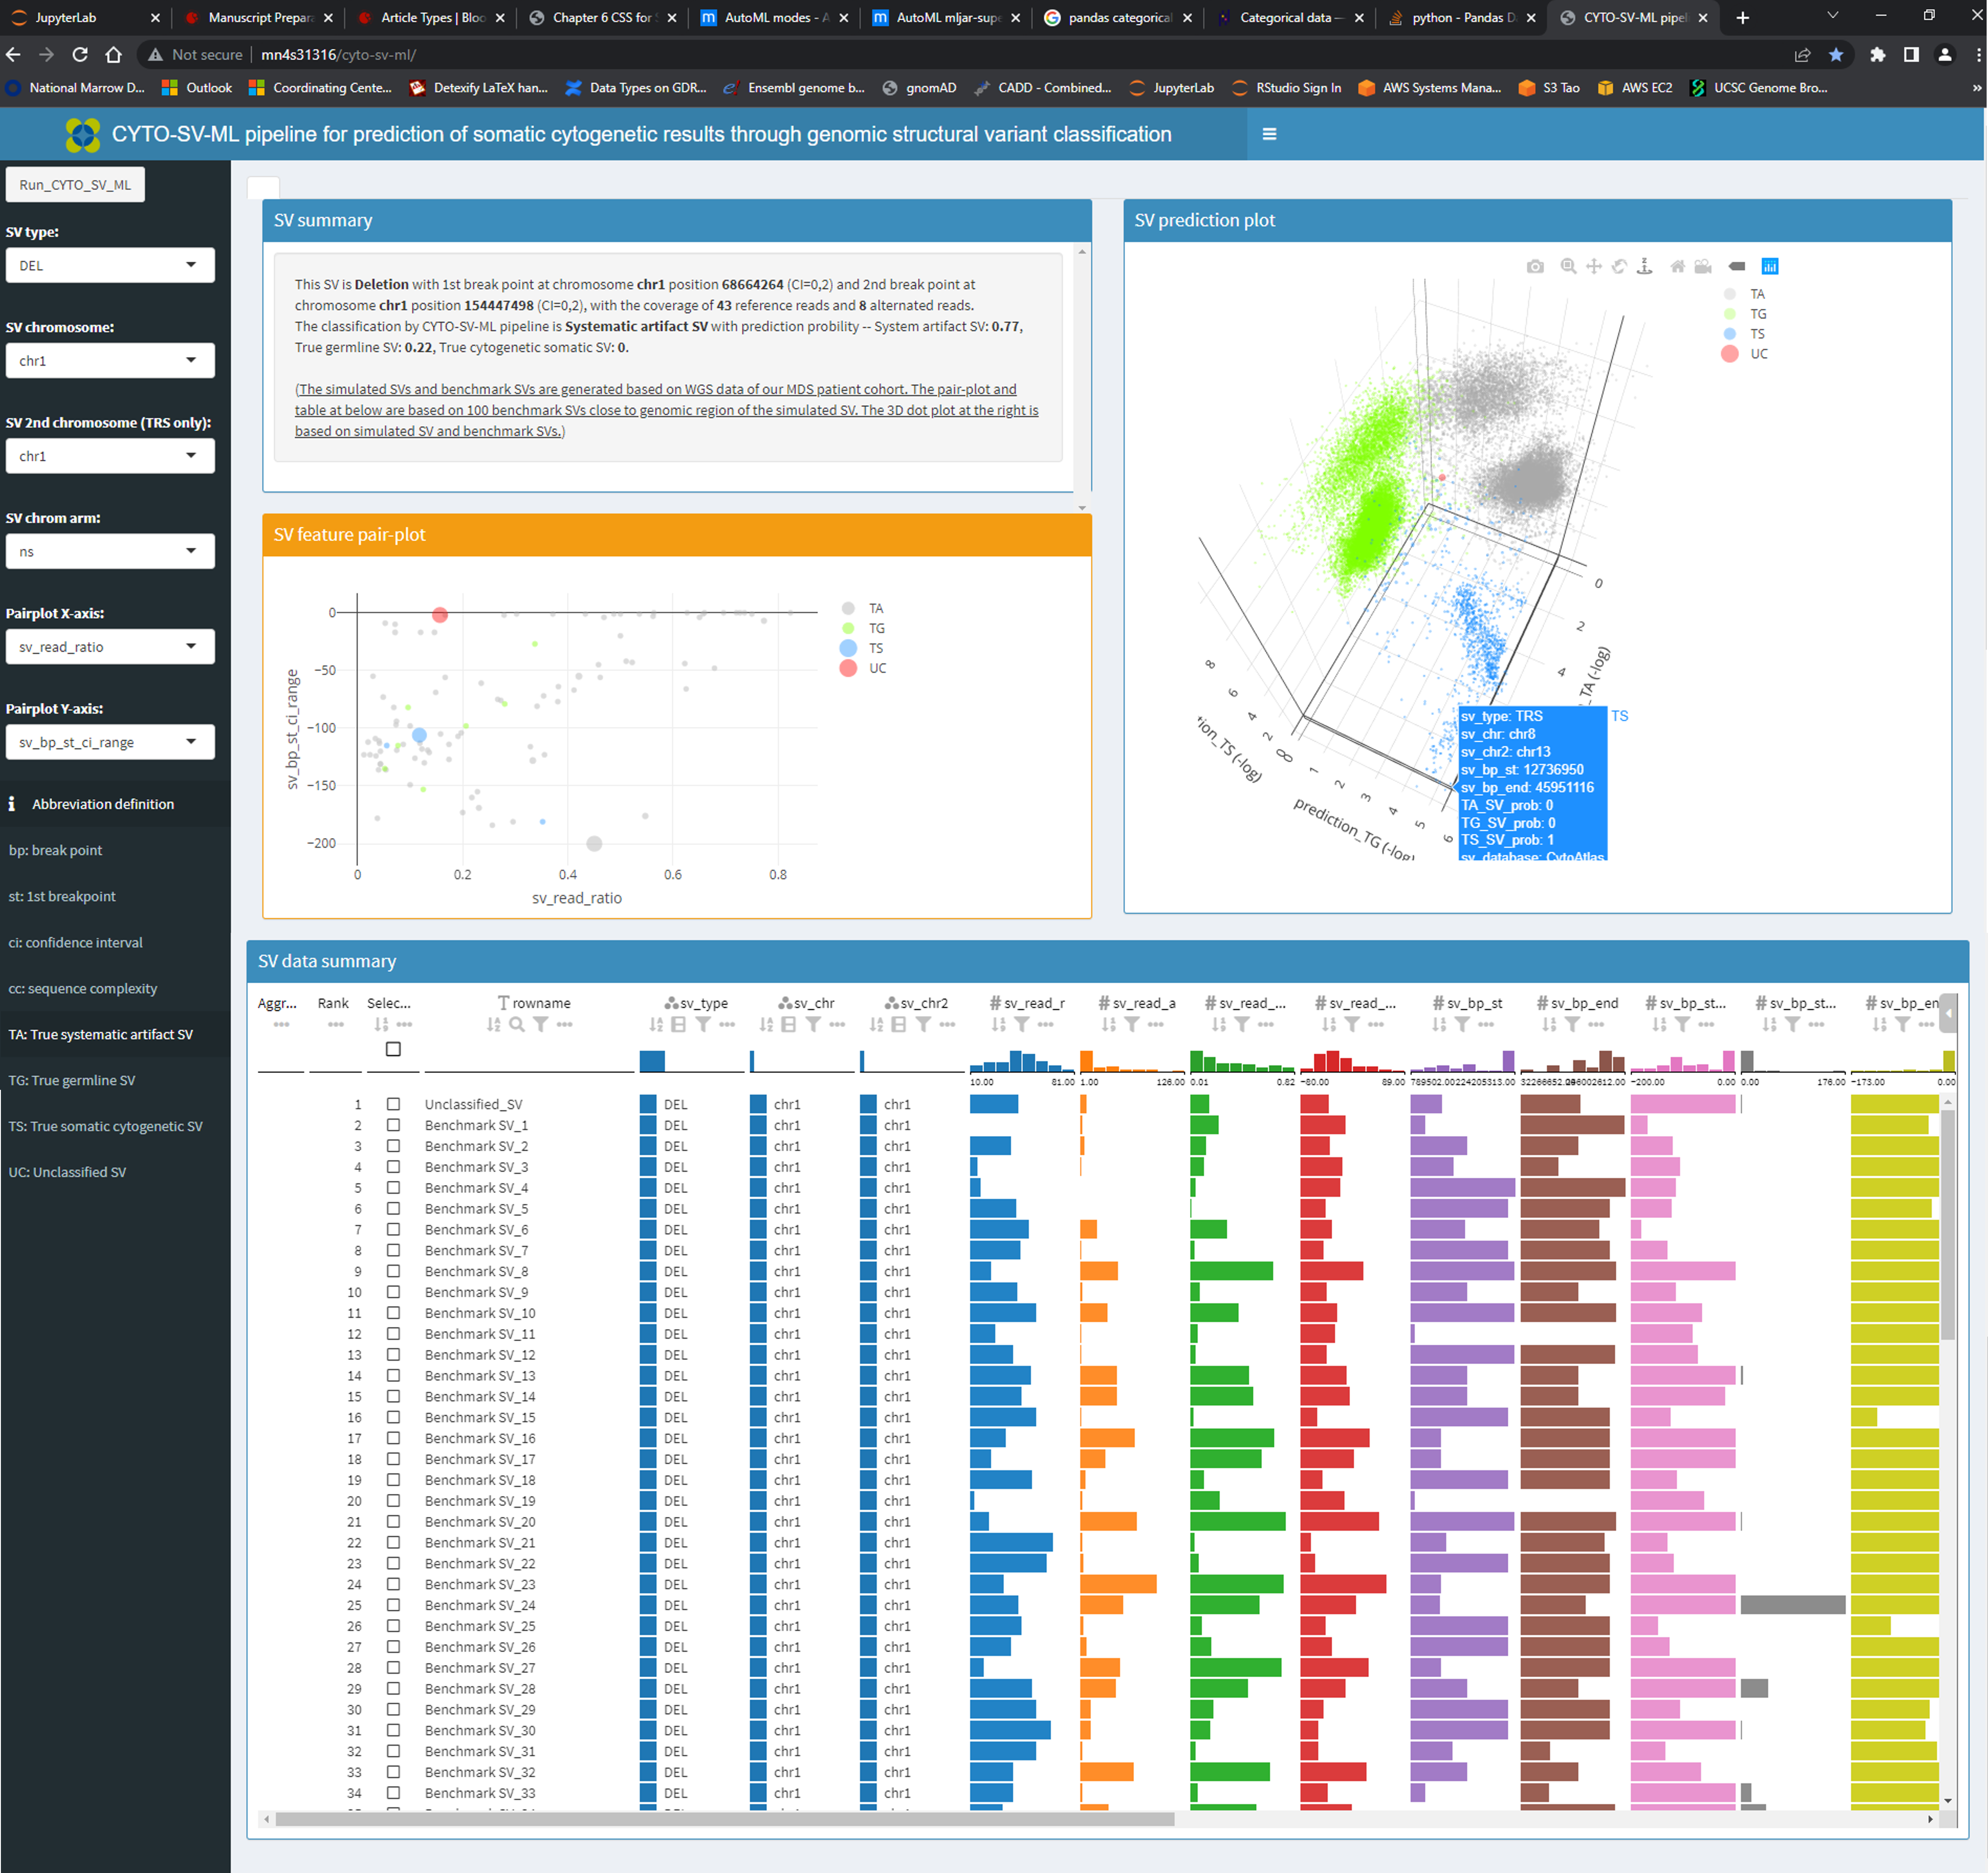 JupyterLab
Manuscript Prepar
Article Types | Bloo
Chapter 6 CSS for
AutoML modes - A
AutoML mljar-supe
pandas categorical
Categorical data —
python - Pandas D
CYTO-SV-ML pipel
Not secure
mn4s31316/cyto-sv-ml/
National Marrow D...
Outlook
Coordinating Cente...
Detexify LaTeX han...
Data Types on GDR...
Ensembl genome b...
gnomAD
CADD - Combined...
JupyterLab
RStudio Sign In
AWS Systems Mana...
S3 Tao
AWS EC2
UCSC Genome Bro...
CYTO-SV-ML pipeline for prediction of somatic cytogenetic results through genomic structural variant classification
Run_CYTO_SV_ML
SV type:
DEL
SV chromosome:
chr1
SV 2nd chromosome (TRS only):
chr1
SV chrom arm:
ns
Pairplot X-axis:
sv_read_ratio
Pairplot Y-axis:
sv_bp_st_ci_range
Abbreviation definition
bp: break point
st: 1st breakpoint
ci: confidence interval
cc: sequence complexity
TA: True systematic artifact SV
TG: True germline SV
TS: True somatic cytogenetic SV
UC: Unclassified SV
SV summary
This SV is Deletion with 1st break point at chromosome chr1 position 68664264 (CI=0,2) and 2nd break point at
chromosome chr1 position 154447498 (CI=0,2), with the coverage of 43 reference reads and 8 alternated reads.
The classification by CYTO-SV-ML pipeline is Systematic artifact SV with prediction probility -- System artifact SV: 0.77,
True germline SV: 0.22, True cytogenetic somatic SV: 0.
(The simulated SVs and benchmark SVs are generated based on WGS data of our MDS patient cohort. The pair-plot and
table at below are based on 100 benchmark SVs close to genomic region of the simulated SV. The 3D dot plot at the right is
based on simulated SV and benchmark SVs.)
SV feature pair-plot
0
−50
−100
−150
−200
sv_bp_st_ci_range
0
0.2
0.4
0.6
0.8
sv_read_ratio
TA
TG
TS
UC
SV prediction plot
TA
TG
TS
UC
0
2
4
_TA (-log)
8
6
4
2
0
tion_TS (-log)
0
1
2
3
4
5
6
prediction_TG (-log)
TS
sv_type: TRS
sv_chr: chr8
sv_chr2: chr13
sv_bp_st: 12736950
sv_bp_end: 45951116
TA_SV_prob: 0
TG_SV_prob: 0
TS_SV_prob: 1
sv_database: CytoAtlas
SV data summary
Aggr... Rank Selec... rowname sv_type sv_chr sv_chr2 # sv_read_r # sv_read_a # sv_read_... # sv_read_... # sv_bp_st # sv_bp_end # sv_bp_st... # sv_bp_st... # sv_bp_en
10.00 81.00 1.00 126.00 0.01 0.82 −80.00 89.00 789502.00224205313.00 −200.00 0.00 0.00 176.00 −173.00 0.00
1 Unclassified_SV DEL chr1 chr1
2 Benchmark SV_1 DEL chr1 chr1
3 Benchmark SV_2 DEL chr1 chr1
4 Benchmark SV_3 DEL chr1 chr1
5 Benchmark SV_4 DEL chr1 chr1
6 Benchmark SV_5 DEL chr1 chr1
7 Benchmark SV_6 DEL chr1 chr1
8 Benchmark SV_7 DEL chr1 chr1
9 Benchmark SV_8 DEL chr1 chr1
10 Benchmark SV_9 DEL chr1 chr1
11 Benchmark SV_10 DEL chr1 chr1
12 Benchmark SV_11 DEL chr1 chr1
13 Benchmark SV_12 DEL chr1 chr1
14 Benchmark SV_13 DEL chr1 chr1
15 Benchmark SV_14 DEL chr1 chr1
16 Benchmark SV_15 DEL chr1 chr1
17 Benchmark SV_16 DEL chr1 chr1
18 Benchmark SV_17 DEL chr1 chr1
19 Benchmark SV_18 DEL chr1 chr1
20 Benchmark SV_19 DEL chr1 chr1
21 Benchmark SV_20 DEL chr1 chr1
22 Benchmark SV_21 DEL chr1 chr1
23 Benchmark SV_22 DEL chr1 chr1
24 Benchmark SV_23 DEL chr1 chr1
25 Benchmark SV_24 DEL chr1 chr1
26 Benchmark SV_25 DEL chr1 chr1
27 Benchmark SV_26 DEL chr1 chr1
28 Benchmark SV_27 DEL chr1 chr1
29 Benchmark SV_28 DEL chr1 chr1
30 Benchmark SV_29 DEL chr1 chr1
31 Benchmark SV_30 DEL chr1 chr1
32 Benchmark SV_31 DEL chr1 chr1
33 Benchmark SV_32 DEL chr1 chr1
34 Benchmark SV_33 DEL chr1 chr1